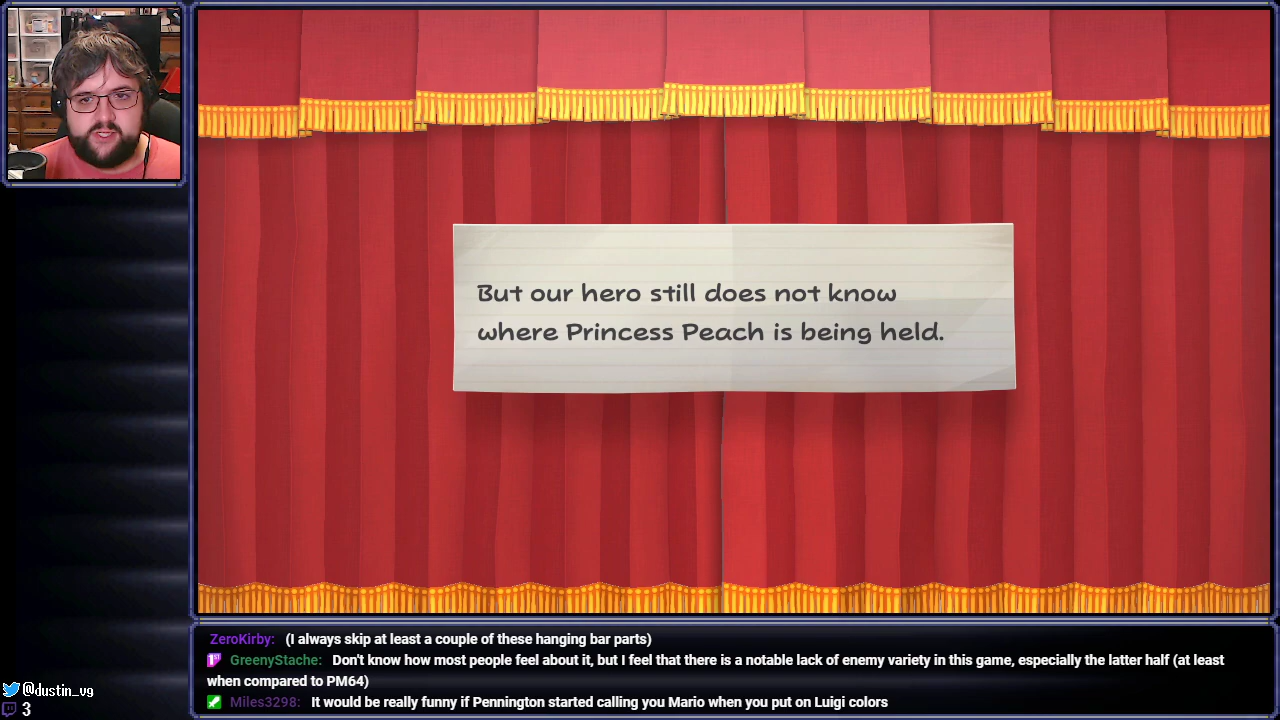 But our hero still does not know
where Princess Peach is being held.
ZeroKirby: (I always skip at least a couple of these hanging bar parts)
GreenyStache: Don't know how most people feel about it, but I feel that there is a notable lack of enemy variety in this game, especially the latter half (at least
when compared to PM64)
Miles3298: It would be really funny if Pennington started calling you Mario when you put on Luigi colors
@dustin_vg
3